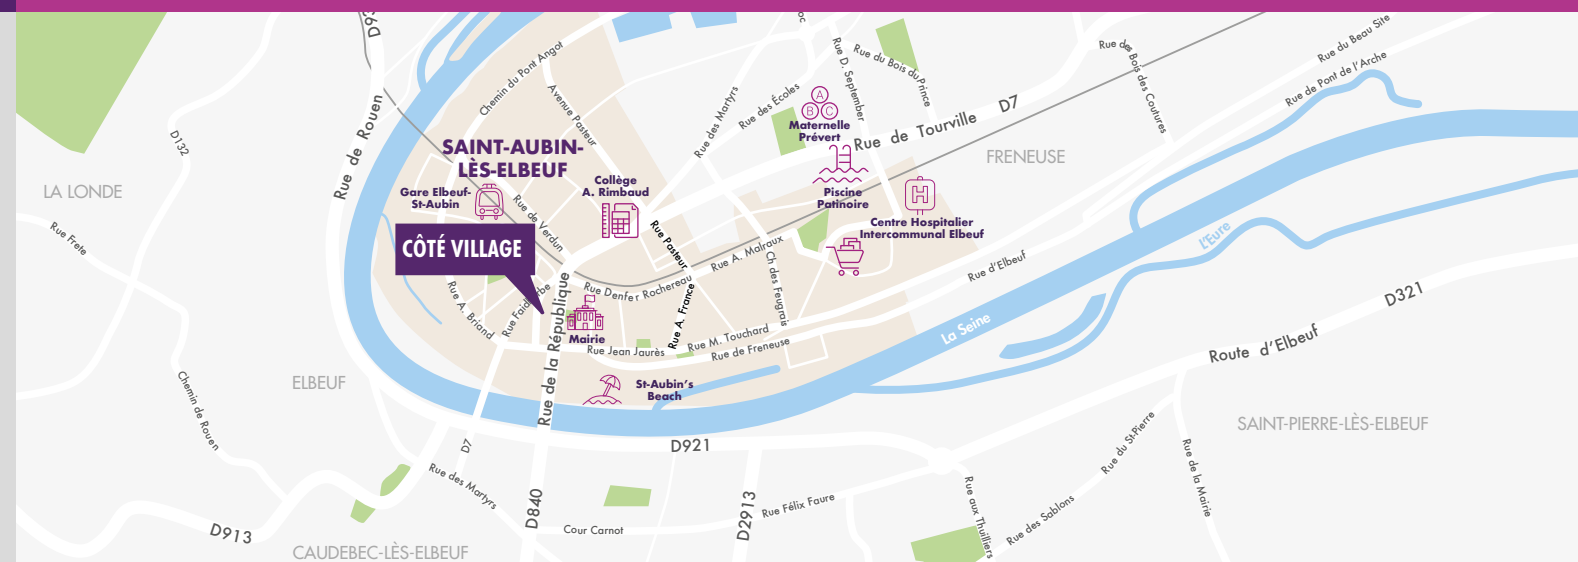 Rue de Rouen
D132
LA LONDE
Rue Frete
Chemin du Pont Angot
Avenue Pasteur
SAINT-AUBIN-
LÈS-ELBEUF
Gare Elbeuf-
St-Aubin
Rue de Verdun
CÔTÉ VILLAGE
Collège
A. Rimbaud
Rue des Martyrs
Rue des Écoles
A
B C
Maternelle
Prévert
Rue D. September
Rue du Bois du Prince
Rue de Tourville
D7
Rue des Bois des Coutures
Rue du Beau Site
Rue de Pont de l'Arche
FRENEUSE
Piscine
Patinoire
H
Centre Hospitalier
Intercommunal Elbeuf
Rue Pasteur
Rue A. Malraux
Ch des Feugrais
Rue Denfer Rochereau
Rue A. France
Rue d'Elbeuf
l'Eure
La Seine
Rue A. Briand
Rue de la République
Mairie
Rue Jean Jaurès
Rue M. Touchard
Rue de Freneuse
St-Aubin's
Beach
D321
Route d'Elbeuf
ELBEUF
Chemin de Rouen
D7
D921
SAINT-PIERRE-LÈS-ELBEUF
Rue du St-Pierre
Rue de la Mairie
Rue des Martyrs
D840
Cour Carnot
D2913
Rue Félix Faure
Rue aux Thuilliers
Rue des Sablons
D913
CAUDEBEC-LÈS-ELBEUF